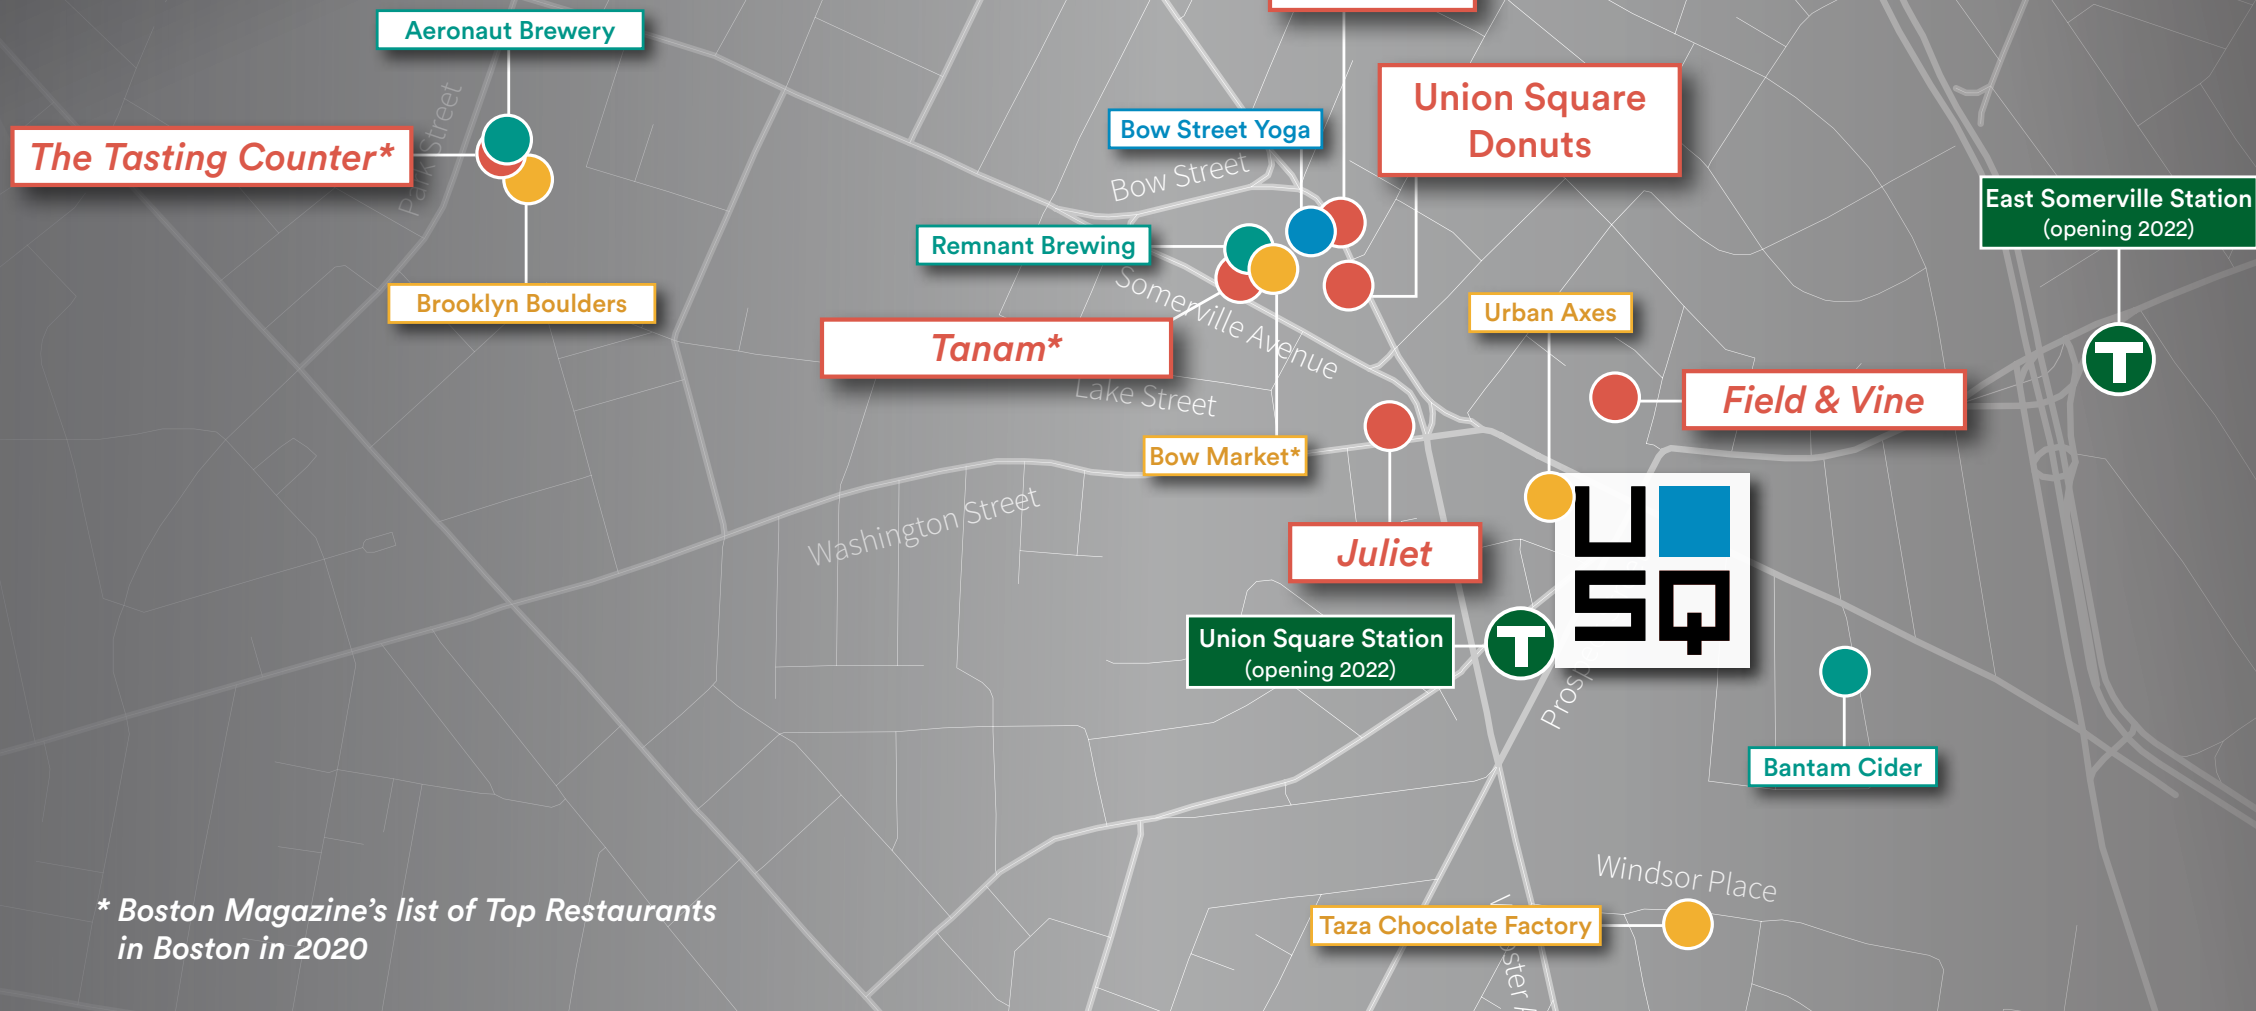 Aeronaut Brewery
Park Street
The Tasting Counter*
Brooklyn Boulders
Bow Street Yoga
Union Square
Donuts
Bow Street
Remnant Brewing
Somerville Avenue
Tanam*
Lake Street
Bow Market*
Urban Axes
Field & Vine
East Somerville Station
(opening 2022)
T
Washington Street
Juliet
U
SQ
Union Square Station
(opening 2022)
T
Bantam Cider
Windsor Place
Taza Chocolate Factory
* Boston Magazine's list of Top Restaurants
in Boston in 2020